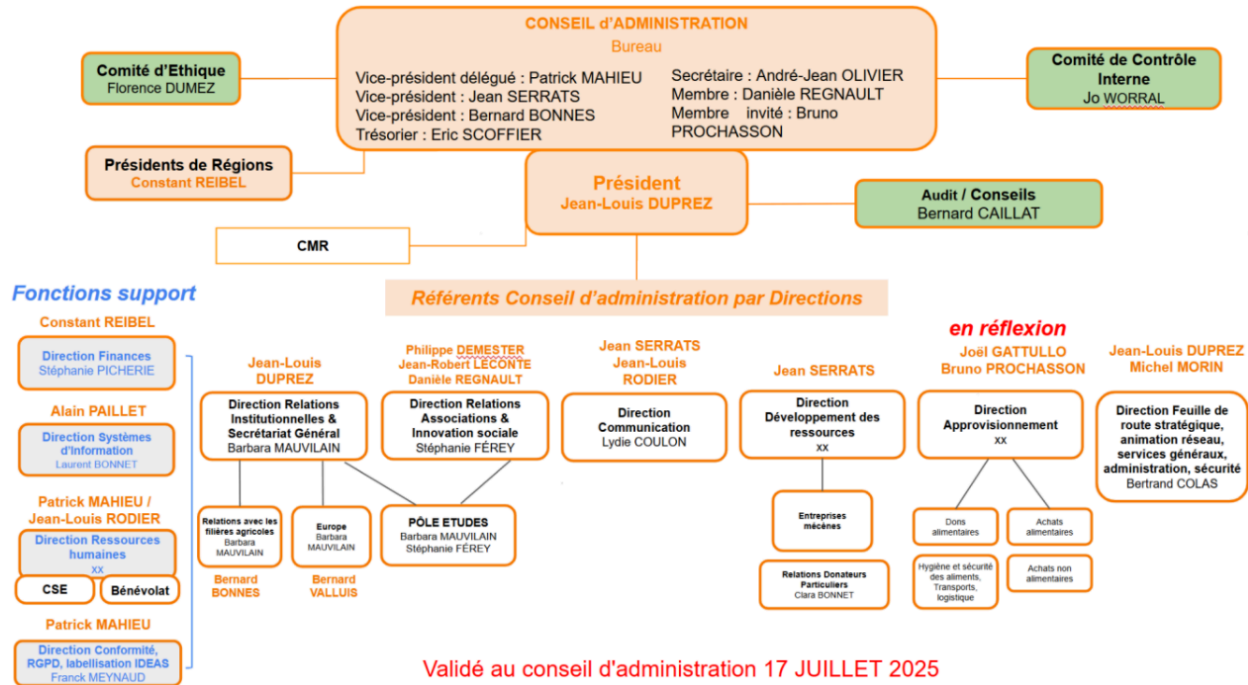 CONSEIL d'ADMINISTRATION
Bureau
Vice-président délégué : Patrick MAHIEU
Vice-président : Jean SERRATS
Vice-président : Bernard BONNES
Trésorier : Eric SCOFFIER
Secrétaire : André-Jean OLIVIER
Membre : Danièle REGNAULT
Membre invité : Bruno
PROCHASSON
Comité d'Ethique
Florence DUMEZ
Comité de Contrôle
Interne
Jo WORRAL
Présidents de Régions
Constant REIBEL
Président
Jean-Louis DUPREZ
Audit / Conseils
Bernard CAILLAT
CMR
Fonctions support
Référents Conseil d'administration par Directions
Constant REIBEL
Direction Finances
Stéphanie PICHERIE
Alain PAILLET
Direction Systèmes
d'Information
Laurent BONNET
Patrick MAHIEU /
Jean-Louis RODIER
Direction Ressources
humaines
xx
CSE
Bénévolat
Patrick MAHIEU
Direction Conformité,
RGPD, labellisation IDEAS
Franck MEYNAUD
Jean-Louis
DUPREZ
Direction Relations
Institutionnelles &
Secrétariat Général
Barbara MAUVILAIN
Relations avec les
filières agricoles
Barbara
MAUVILAIN
Bernard
BONNES
Europe
Barbara
MAUVILAIN
Bernard
VALLUIS
Philippe DEMESTER
Jean-Robert LECONTE
Danièle REGNAULT
Direction Relations
Associations &
Innovation sociale
Stéphanie FÉREY
PÔLE ETUDES
Barbara MAUVILAIN
Stéphanie FÉREY
Jean SERRATS
Jean-Louis
RODIER
Direction
Communication
Lydie COULON
Jean SERRATS
Direction
Développement des
ressources
xx
Entreprises
mécènes
Relations Donateurs
Particuliers
Clara BONNET
en réflexion
Joël GATTULLO
Bruno PROCHASSON
Direction
Approvisionnement
xx
Dons
alimentaires
Achats
alimentaires
Hygiène et sécurité
des aliments,
Transports,
logistique
Achats non
alimentaires
Jean-Louis DUPREZ
Michel MORIN
Direction Feuille de
route stratégique,
animation réseau,
services généraux,
administration, sécurité
Bertrand COLAS
Validé au conseil d'administration 17 JUILLET 2025